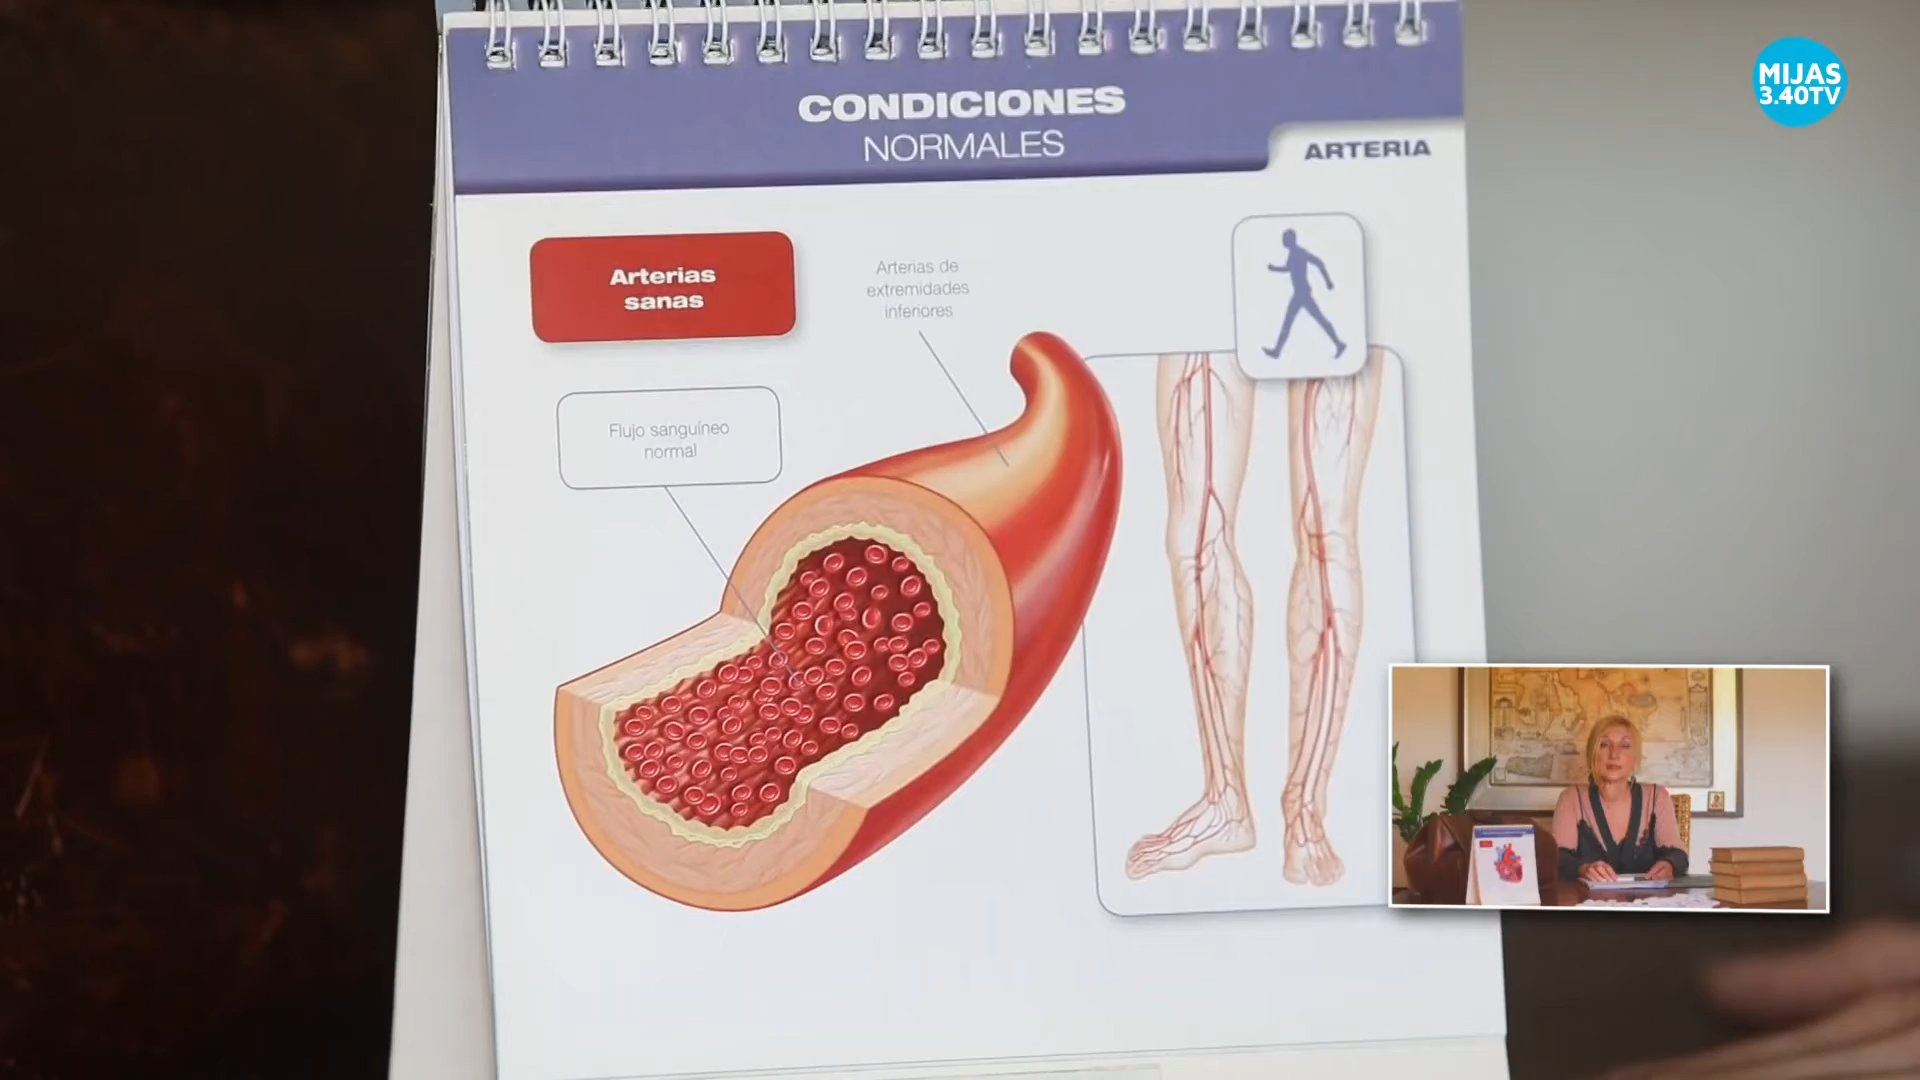 CONDICIONES
NORMALES
ARTERIA
MIJAS
3.40TV
Arterias
sanas
Arterias de
extremidades
inferiores
Flujo sanguíneo
normal